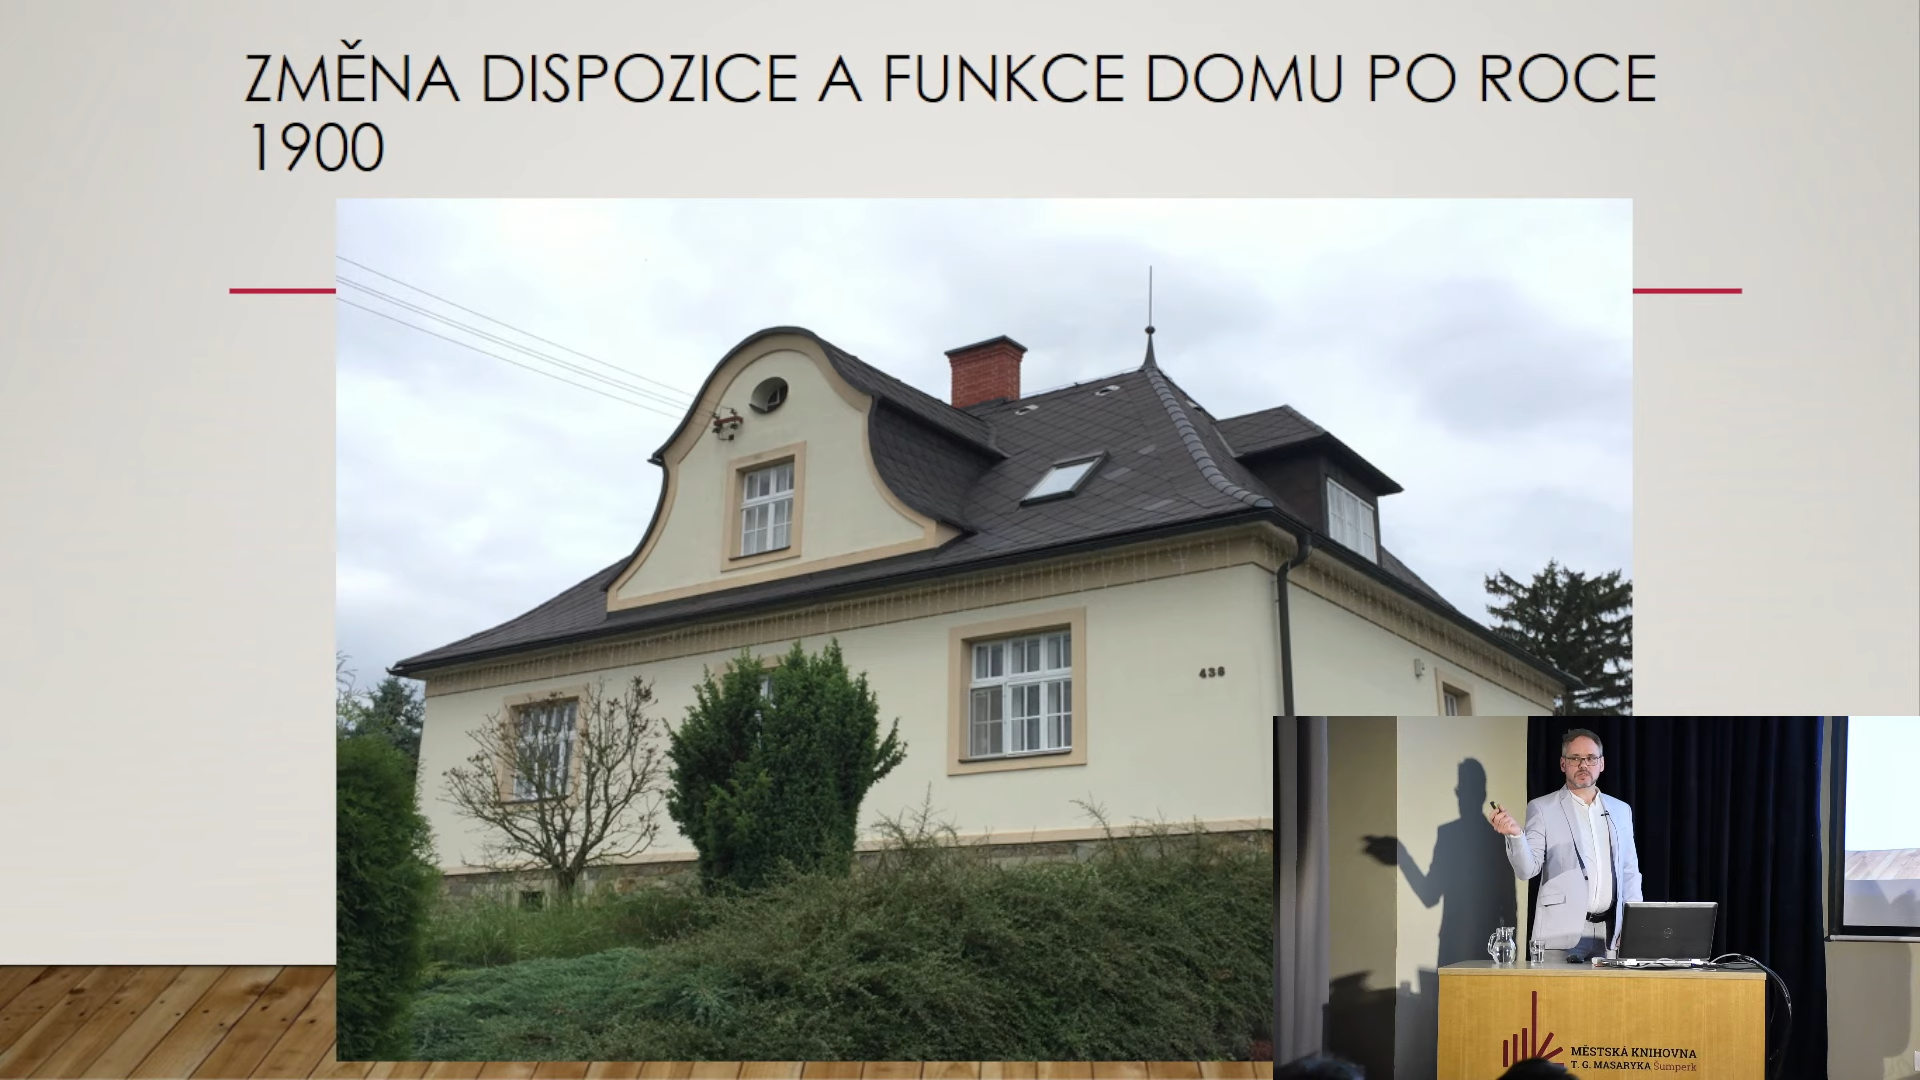 ZMĚNA DISPOZICE A FUNKCE DOMU PO ROCE
1900
438
MĚSTSKÁ KNIHOVNA
T. G. MASARYKA Šumperk